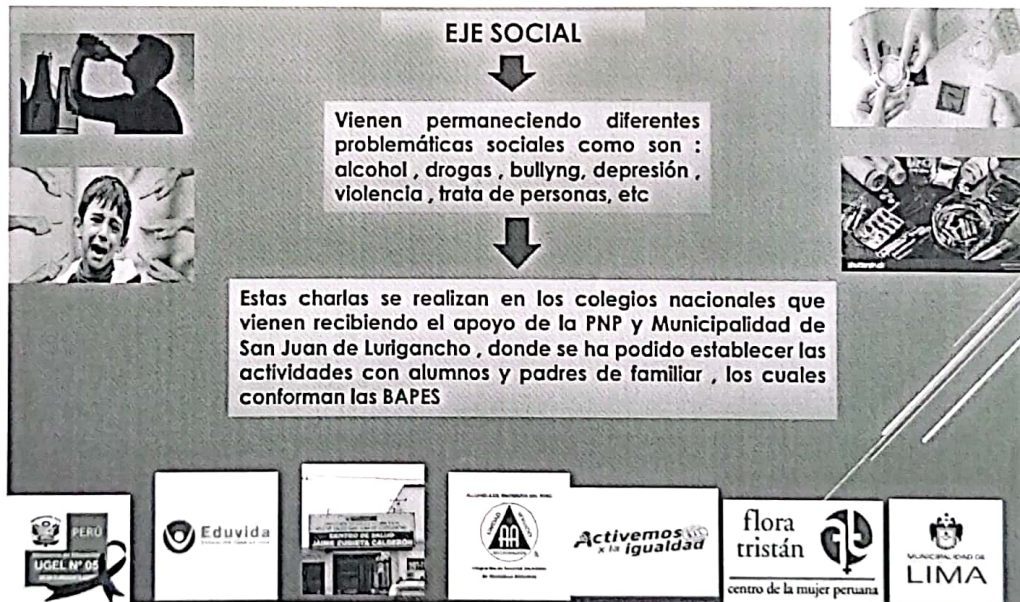 EJE SOCIAL
Vienen permaneciendo diferentes
problemáticas sociales como son :
alcohol , drogas , bullyng, depresión ,
violencia , trata de personas, etc
Estas charlas se realizan en los colegios nacionales que
vienen recibiendo el apoyo de la PNP y Municipalidad de
San Juan de Lurigancho , donde se ha podido establecer las
actividades con alumnos y padres de familiar , los cuales
conforman las BAPES
PERÚ
UGEL N° 05
Eduvida
CENTRO DE SALUD
JAIME ZUBIETA CALDERÓN
AA
Activemos
x la igualdad
flora
tristán
centro de la mujer peruana
MUNICIPALIDAD DE
LIMA